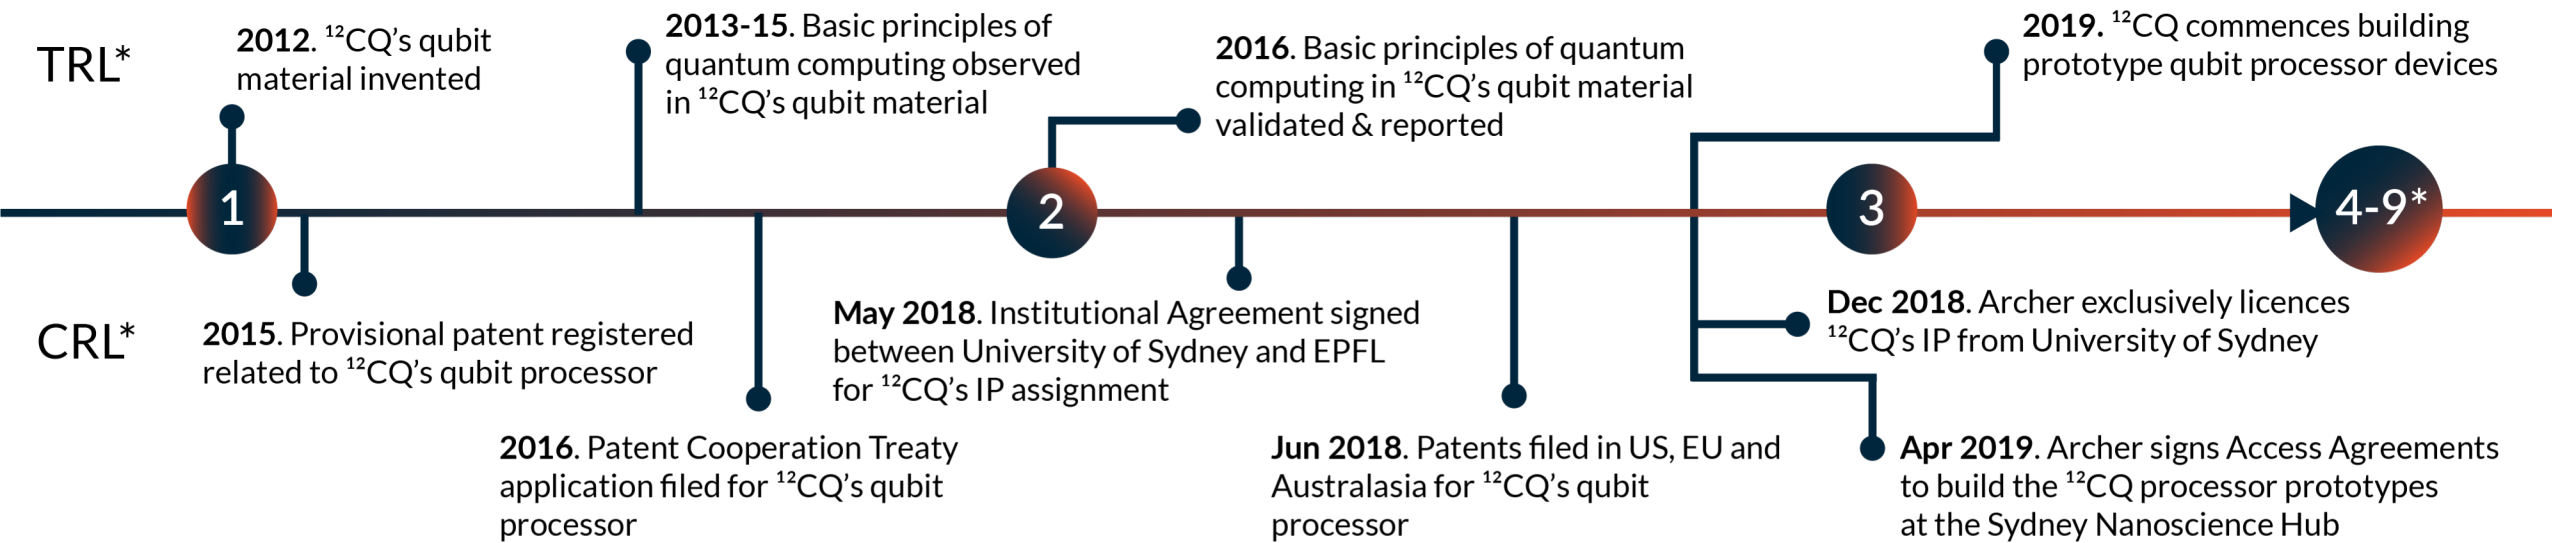 TRL*
2012. ¹²CQ’s qubit
material invented
2013-15. Basic principles of
quantum computing observed
in ¹²CQ’s qubit material
2016. Basic principles of quantum
computing in ¹²CQ’s qubit material
validated & reported
2019. ¹²CQ commences building
prototype qubit processor devices
1
2
3
4-9*
CRL*
2015. Provisional patent registered
related to ¹²CQ’s qubit processor
2016. Patent Cooperation Treaty
application filed for ¹²CQ’s qubit
processor
May 2018. Institutional Agreement signed
between University of Sydney and EPFL
for ¹²CQ’s IP assignment
Jun 2018. Patents filed in US, EU and
Australasia for ¹²CQ’s qubit
processor
Dec 2018. Archer exclusively licences
¹²CQ’s IP from University of Sydney
Apr 2019. Archer signs Access Agreements
to build the ¹²CQ processor prototypes
at the Sydney Nanoscience Hub